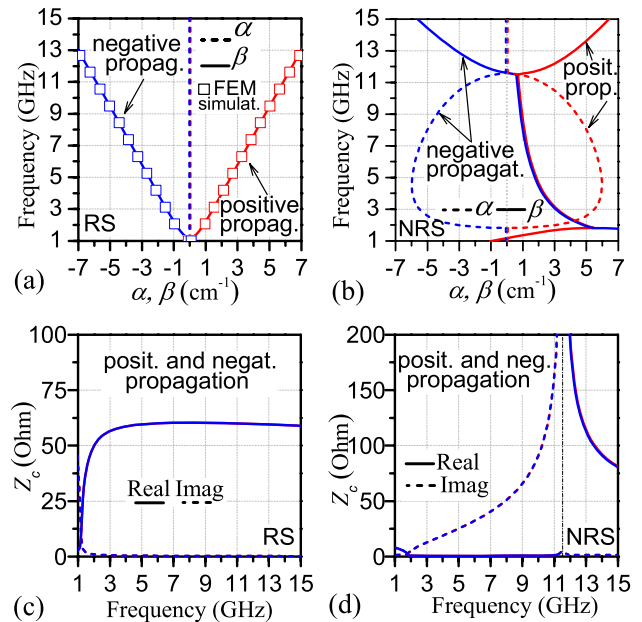 negative
propag.
α
β
FEM
simulat.
positive
propag.
RS
15
13
11
9
7
5
3
1
-7 -5 -3 -1 1 3 5 7
Frequency (GHz)
α, β (cm⁻¹)
(a)
posit.
prop.
negative
propagat.
α β
NRS
15
13
11
9
7
5
3
2
1
-7 -5 -3 -1 1 3 5 7
Frequency (GHz)
α, β (cm⁻¹)
(b)
posit. and negat.
propagation
Real Imag
RS
100
75
50
25
0
1 3 5 7 9 11 13 15
Z_c (Ohm)
Frequency (GHz)
(c)
posit. and neg.
propagation
Real
Imag
NRS
200
150
100
50
0
1 3 5 7 9 11 13 15
Z_c (Ohm)
Frequency (GHz)
(d)